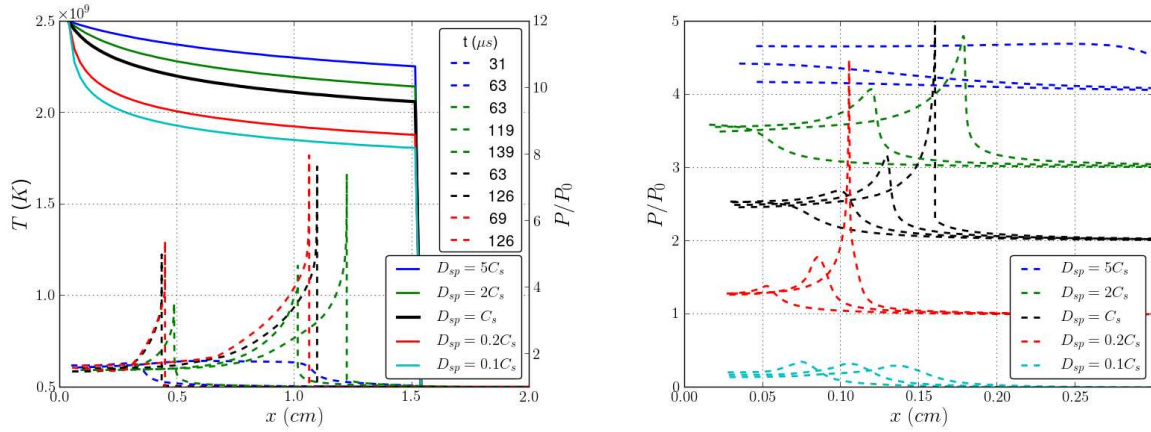 ×10⁹
2.5
2.0
1.5
1.0
0.5
T (K)
0.0 0.5 1.0 1.5 2.0
x (cm)
12
10
8
6
4
2
P/P₀
t (μs)
31
63
63
119
139
63
126
69
126
D_sp = 5C_s
D_sp = 2C_s
D_sp = C_s
D_sp = 0.2C_s
D_sp = 0.1C_s
5
4
3
2
1
0
P/P₀
0.00 0.05 0.10 0.15 0.20 0.25
x (cm)
D_sp = 5C_s
D_sp = 2C_s
D_sp = C_s
D_sp = 0.2C_s
D_sp = 0.1C_s